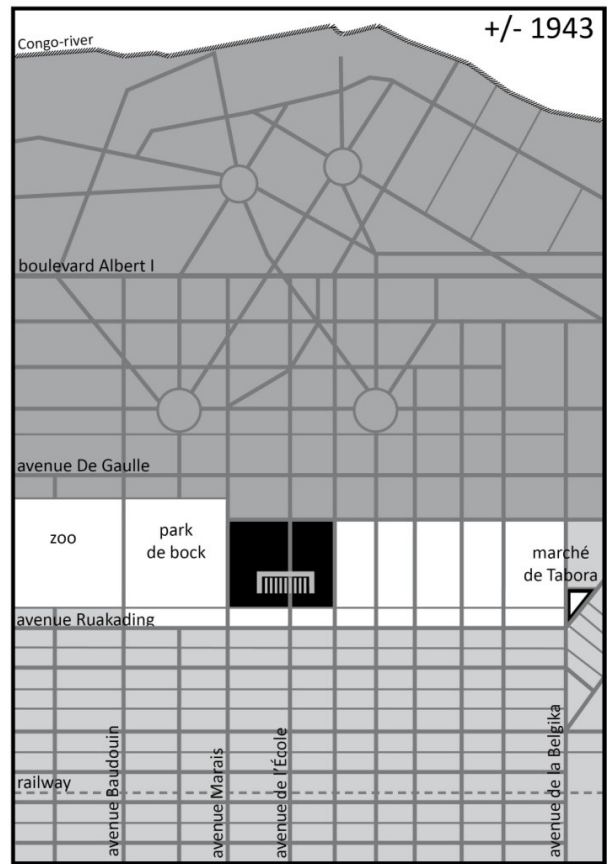 +/- 1943
Congo-river
boulevard Albert I
avenue De Gaulle
zoo
park
de bock
marché
de Tabora
avenue Ruakading
railway
avenue Baudouin
avenue Marais
avenue de l'École
avenue de la Belgika